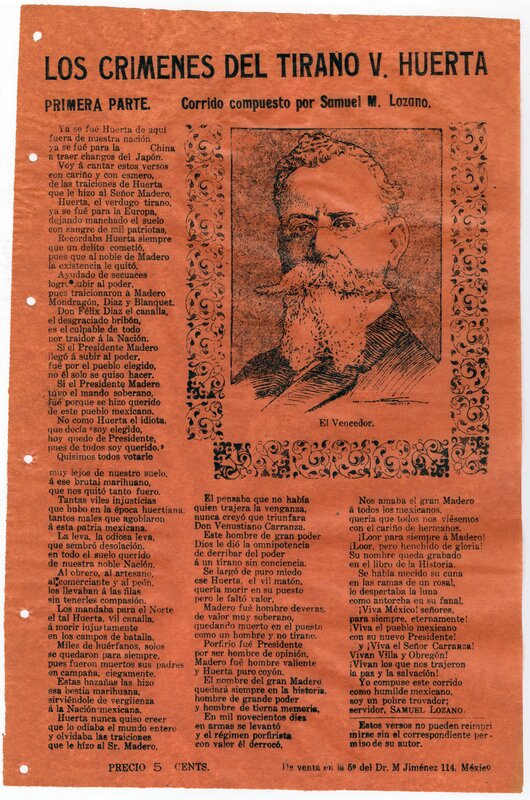 LOS CRIMENES DEL TIRANO V. HUERTA
PRIMERA PARTE.
Corrido compuesto por Samuel M. Lozano.
Ya se fué Huerta de aquí
fuera de nuestra nación
ya se fué para la China
a traer changos del Japón.
Voy á cantar estos versos
con cariño y con esmero,
de las traiciones de Huerta
que le hizo al Señor Madero,
Huerta, el verdugo tirano,
ya se fué para la Europa,
dejando manchado el suelo
con sangre de mil patriotas,
Recordaba Huerta siempre
que un delito cometió,
pues que al noble de Madero
la existencia le quitó.
Ayudado de secuaces
logró subir al poder,
pues traicionaron á Madero
Mondragón, Diaz y Blanquet.
Don Félix Díaz el canalla,
el desgraciado bribón,
es el culpable de todo
por traidor á la Nación.
Si el Presidente Madero
llegó á subir al poder,
fué por el pueblo elegido,
no él solo se quiso hacer.
Si el Presidente Madero
tuvo el mando soberano,
fué porque se hizo querido
de este pueblo mexicano.
No como Huerta el idiota.
que decía soy elegido,
hoy quedo de Presidente,
pues de todos soy querido.
Quisimos todos votarlo
El Vencedor.
muy lejos de nuestro suelo,
á ese brutal marihuano,
que nos quitó tanto fuero.
Tantas viles injusticias
que hubo en la época huertiana,
tantos males que agobiaron
á esta patria mexicana.
La leva, la odiosa leva,
que sembró desolación,
en todo el suelo querido
de nuestra noble Nación.
Al obrero, al artesano,
al comerciante y al peón,
los llevaban á las filas
sin tenerles compasión.
Los mandaba para el Norte
el tal Huerta, vil canalla,
á morir injustamente
en los campos de batalla.
Miles de huérfanos, solos
se quedaron para siempre,
pues fueron muertos sus padres
en campaña, ciegamente.
Estas hazañas las hizo
esa bestia marihuana,
sirviéndole de vergüienza
á la Nación mexicana.
Huerta nunca quiso creer
que lo odiaba el mundo entero
y olvidaba las traiciones
que le hizo al Sr. Madero,
El pensaba que no había
quien trajera la venganza,
nunca creyó que triunfara
Don Venustiano Carranza.
Este hombre de gran poder
Dios le dió la omnipotencia
de derribar del poder
á un tirano sin conciencia.
Se largó de puro miedo
ese Huerta, el vil matón,
quería morir en su puesto
pero le faltó valor.
Madero fué hombre deveras,
de valor muy soberano,
quedando muerto en el puesto
como un hombre y no tirano.
Porfirio fué Presidente
por ser hombre de opinión,
Madero fué hombre valiente
y Huerta puro coyón.
El nombre del gran Madero
quedará siempre en la historia,
hombre de grande poder
y hombre de tierna memoria,
En mil novecientos diez
en armas se levantó
y el régimen porfirista
con valor él derrocó,
Nos amaba el gran Madero
á todos los mexicanos,
quería que todos nos viésemos
con el cariño de hermanos.
¡Loor para siempre á Madero!
¡Loor, pero henchido de gloria!
Su nombre queda grabado
en el libro de la Historia.
Se había mecido su cuna
en las ramas de un rosal,
lo despertaba la luna
como antorcha en su fanal.
¡Viva México! señores,
para siempre, eternamente!
¡Viva el pueblo mexicano
con su nuevo Presidente!
y ¡Viva el Señor Carranza!
Vivan Villa y Obregón!
¡Vivan los que nos trajeron
la paz y la salvación!
Yo compuse este corrido
como humilde mexicano,
soy un pobre trovador;
servidor, SAMUEL LOZANO.
Estos versos no pueden reimpri
mirse sin el correspondiente per-
miso de su autor.
PRECIO 5 CENTS.
De venta en la 5ª del Dr. M Jiménez 114. México